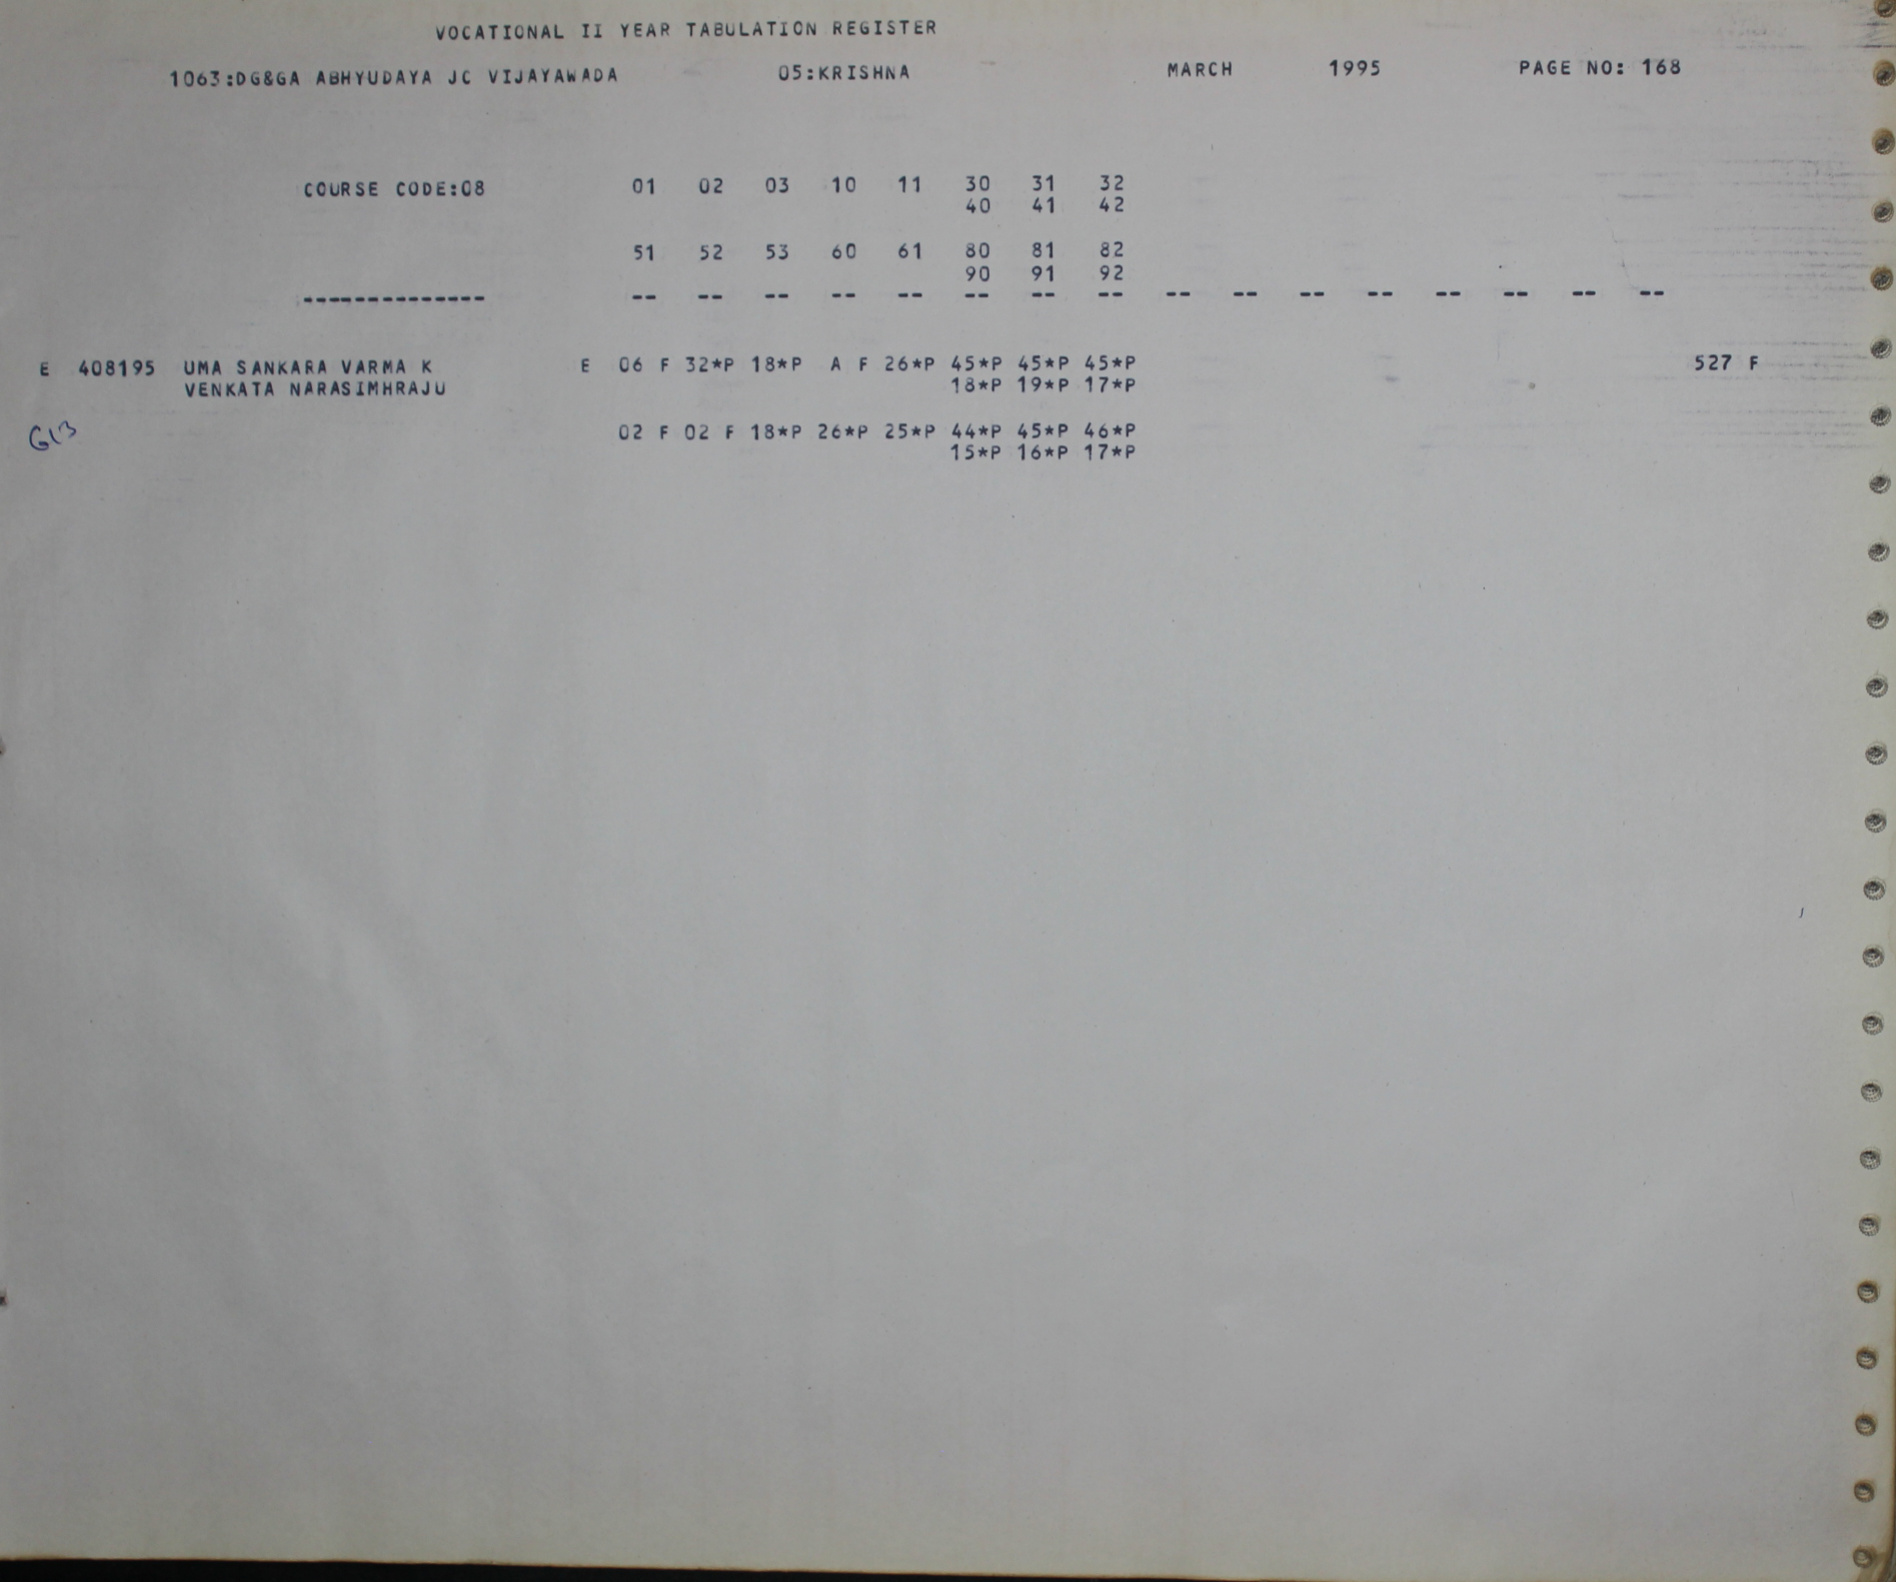 VOCATIONAL II YEAR TABULATION REGISTER
1063:DG&GA ABHYUDAYA JC VIJAYAWADA 05:KRISHNA MARCH 1995 PAGE NO: 168
COURSE CODE:08 01 02 03 10 11 30 31 32
40 41 42
51 52 53 60 61 80 81 82
90 91 92
-------------- -- -- -- -- -- -- -- -- -- -- -- -- -- -- -- --
E 408195 UMA SANKARA VARMA K E 06 F 32*P 18*P A F 26*P 45*P 45*P 45*P 527 F
VENKATA NARASIMHRAJU 18*P 19*P 17*P
02 F 02 F 18*P 26*P 25*P 44*P 45*P 46*P
15*P 16*P 17*P